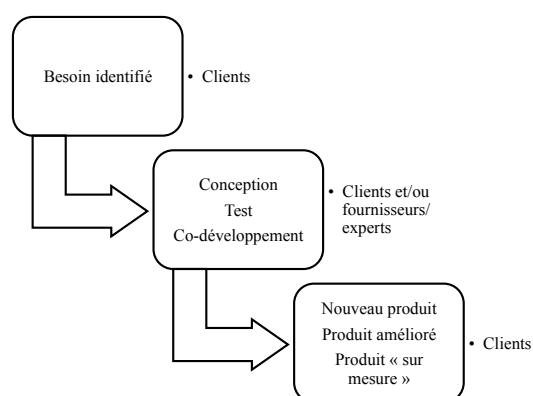 Besoin identifié
• Clients
Conception
Test
Co-développement
• Clients et/ou
fournisseurs/
experts
Nouveau produit
Produit amélioré
Produit « sur
mesure »
• Clients